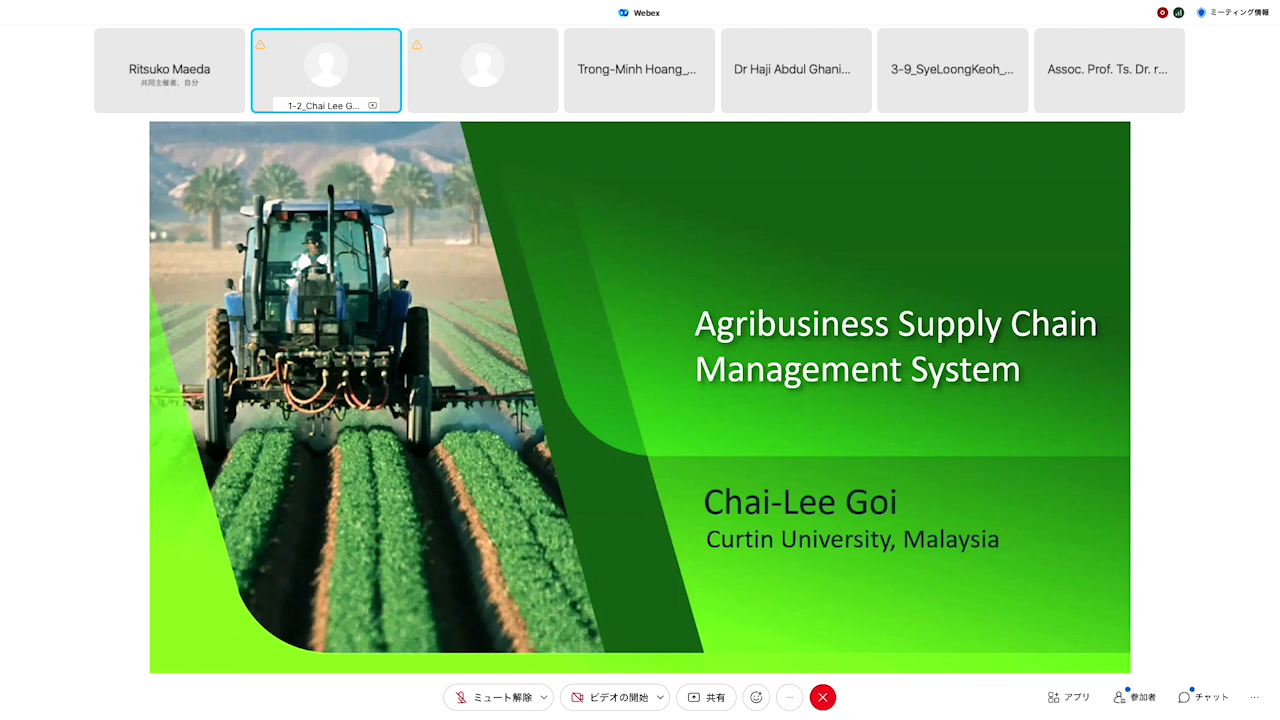 Webex
ミーティング情報
Ritsuko Maeda
共同主催者、自分
1-2_Chai Lee G...
Trong-Minh Hoang_...
Dr Haji Abdul Ghani...
3-9_SyeLoongKeoh_...
Assoc. Prof. Ts. Dr. r...
Agribusiness Supply Chain
Management System
Chai-Lee Goi
Curtin University, Malaysia
ミュート解除
ビデオの開始
共有
アプリ
参加者
チャット